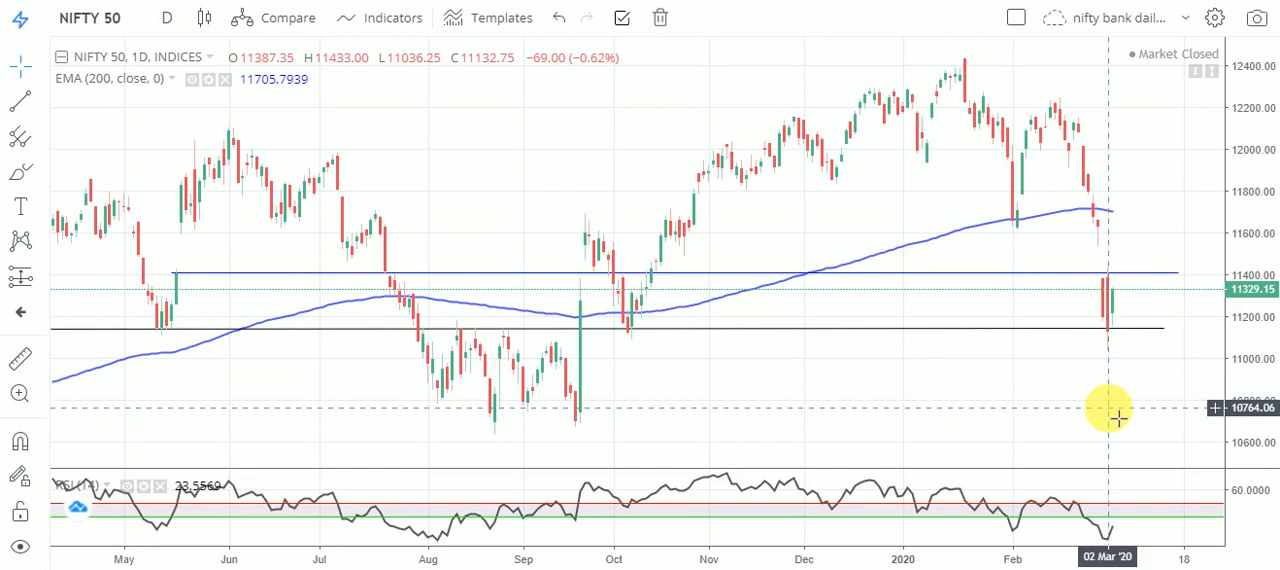 NIFTY 50 D Compare Indicators Templates nifty bank dail...
NIFTY 50, 1D, INDICES O 11387.35 H 11433.00 L 11036.25 C 11132.75 −69.00 (−0.62%)
Market Closed
EMA (200, close, 0) 11705.7939
12400.00
12200.00
12000.00
11800.00
11600.00
11400.00
11329.15
11200.00
11000.00
10764.06
10600.00
RSI (14) 23.5569
60.0000
May Jun Jul Aug Sep Oct Nov Dec 2020 Feb 02 Mar '20 18